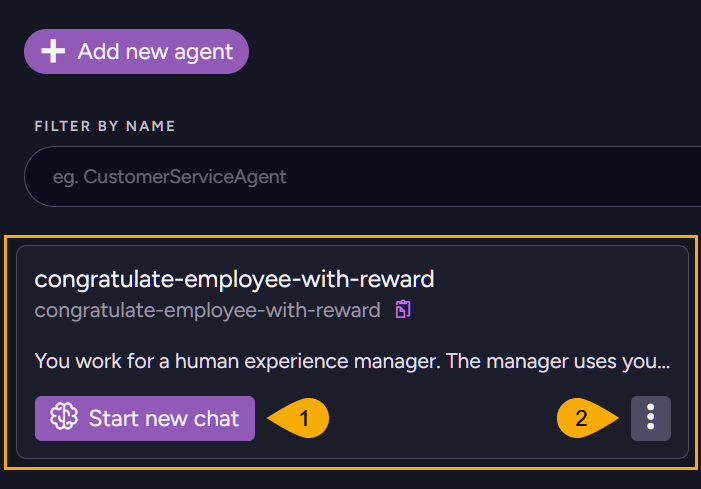 Add new agent
FILTER BY NAME
eg. CustomerServiceAgent
congratulate-employee-with-reward
congratulate-employee-with-reward
You work for a human experience manager. The manager uses you...
Start new chat
1
2